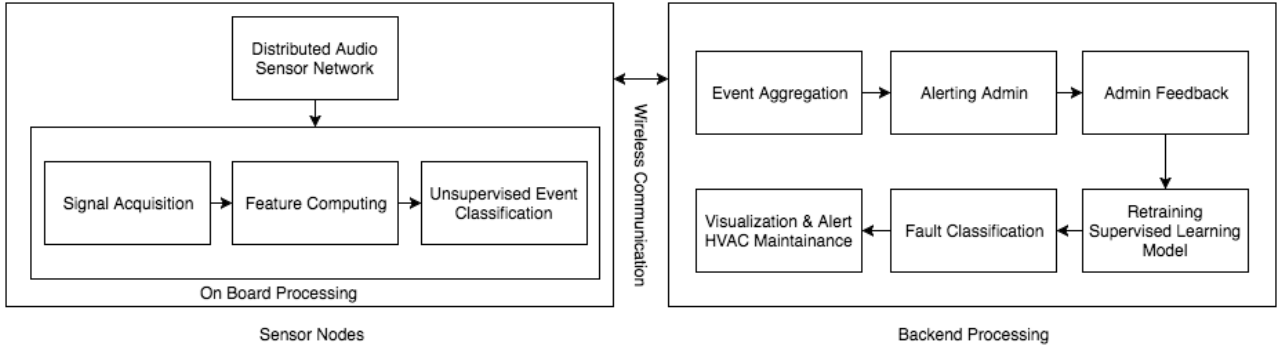 Distributed Audio
Sensor Network
Signal Acquisition
Feature Computing
Unsupervised Event
Classification
On Board Processing
Sensor Nodes
Wireless Communication
Event Aggregation
Alerting Admin
Admin Feedback
Visualization & Alert
HVAC Maintainance
Fault Classification
Retraining
Supervised Learning
Model
Backend Processing